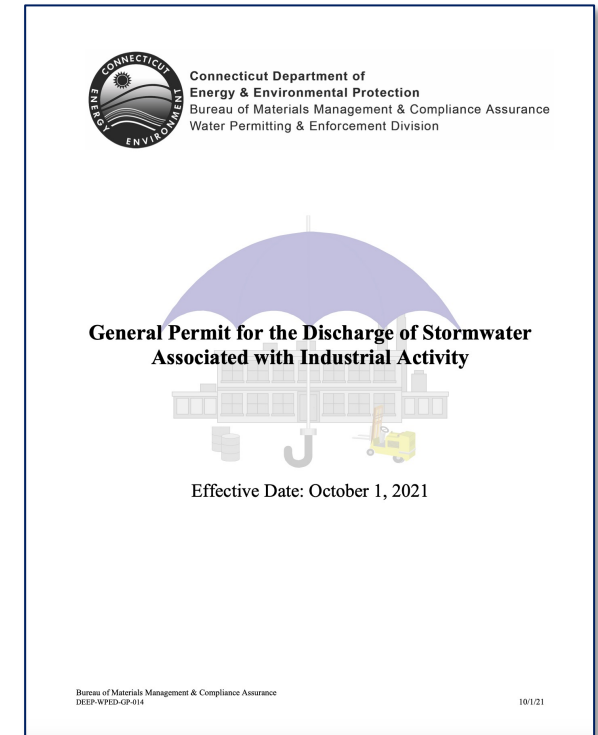 CONNECTICUT
ENERGY
ENVIRONMENT
Connecticut Department of
Energy & Environmental Protection
Bureau of Materials Management & Compliance Assurance
Water Permitting & Enforcement Division
General Permit for the Discharge of Stormwater
Associated with Industrial Activity
Effective Date: October 1, 2021
Bureau of Materials Management & Compliance Assurance
DEEP-WPED-GP-014
10/1/21